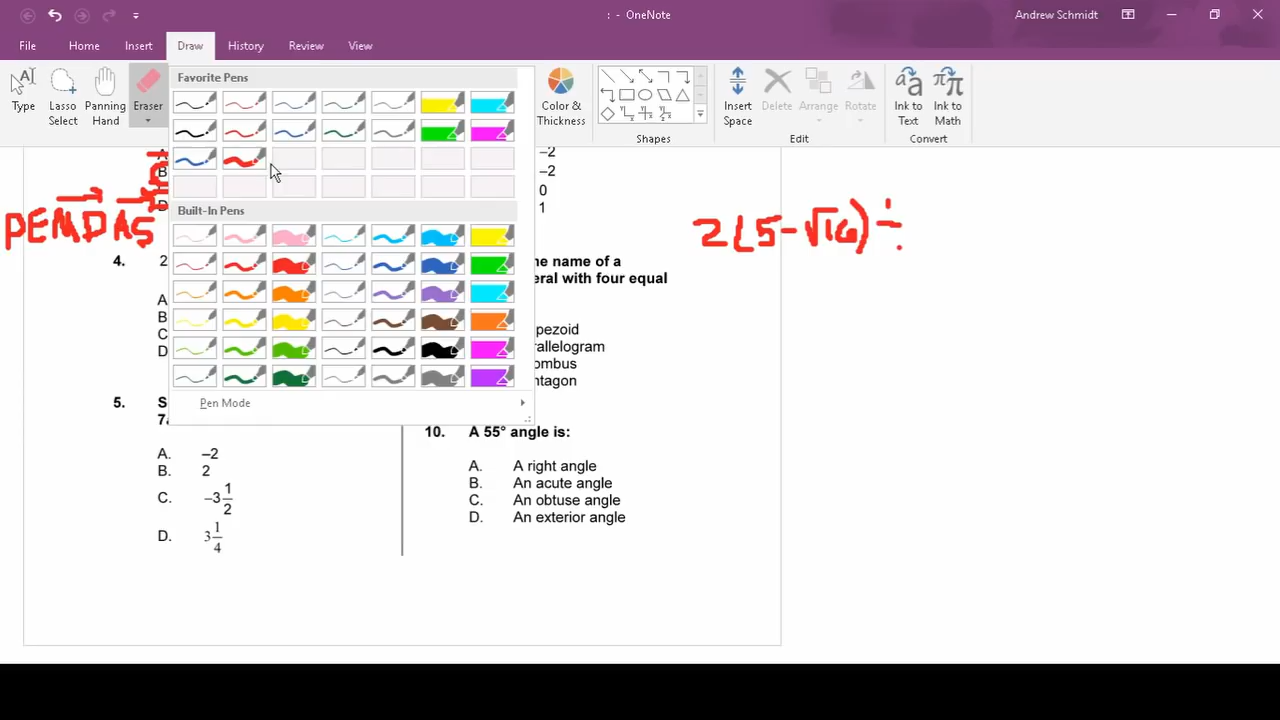 : - OneNote
Andrew Schmidt
File Home Insert Draw History Review View
Type
Lasso Select
Panning Hand
Eraser
Favorite Pens
Built-In Pens
Pen Mode
Color & Thickness
Shapes
Insert Space
Delete
Arrange
Rotate
Edit
Ink to Text
Ink to Math
Convert
A
B
D
–2
–2
0
1
PEMDAS
2(5-√16) ÷
4. 2
A
B
C
D
he name of a
eral with four equal
pezoid
rallelogram
ombus
ntagon
5. S
7a
A. –2
B. 2
C. –3 1/2
D. 3 1/4
10. A 55° angle is:
A. A right angle
B. An acute angle
C. An obtuse angle
D. An exterior angle